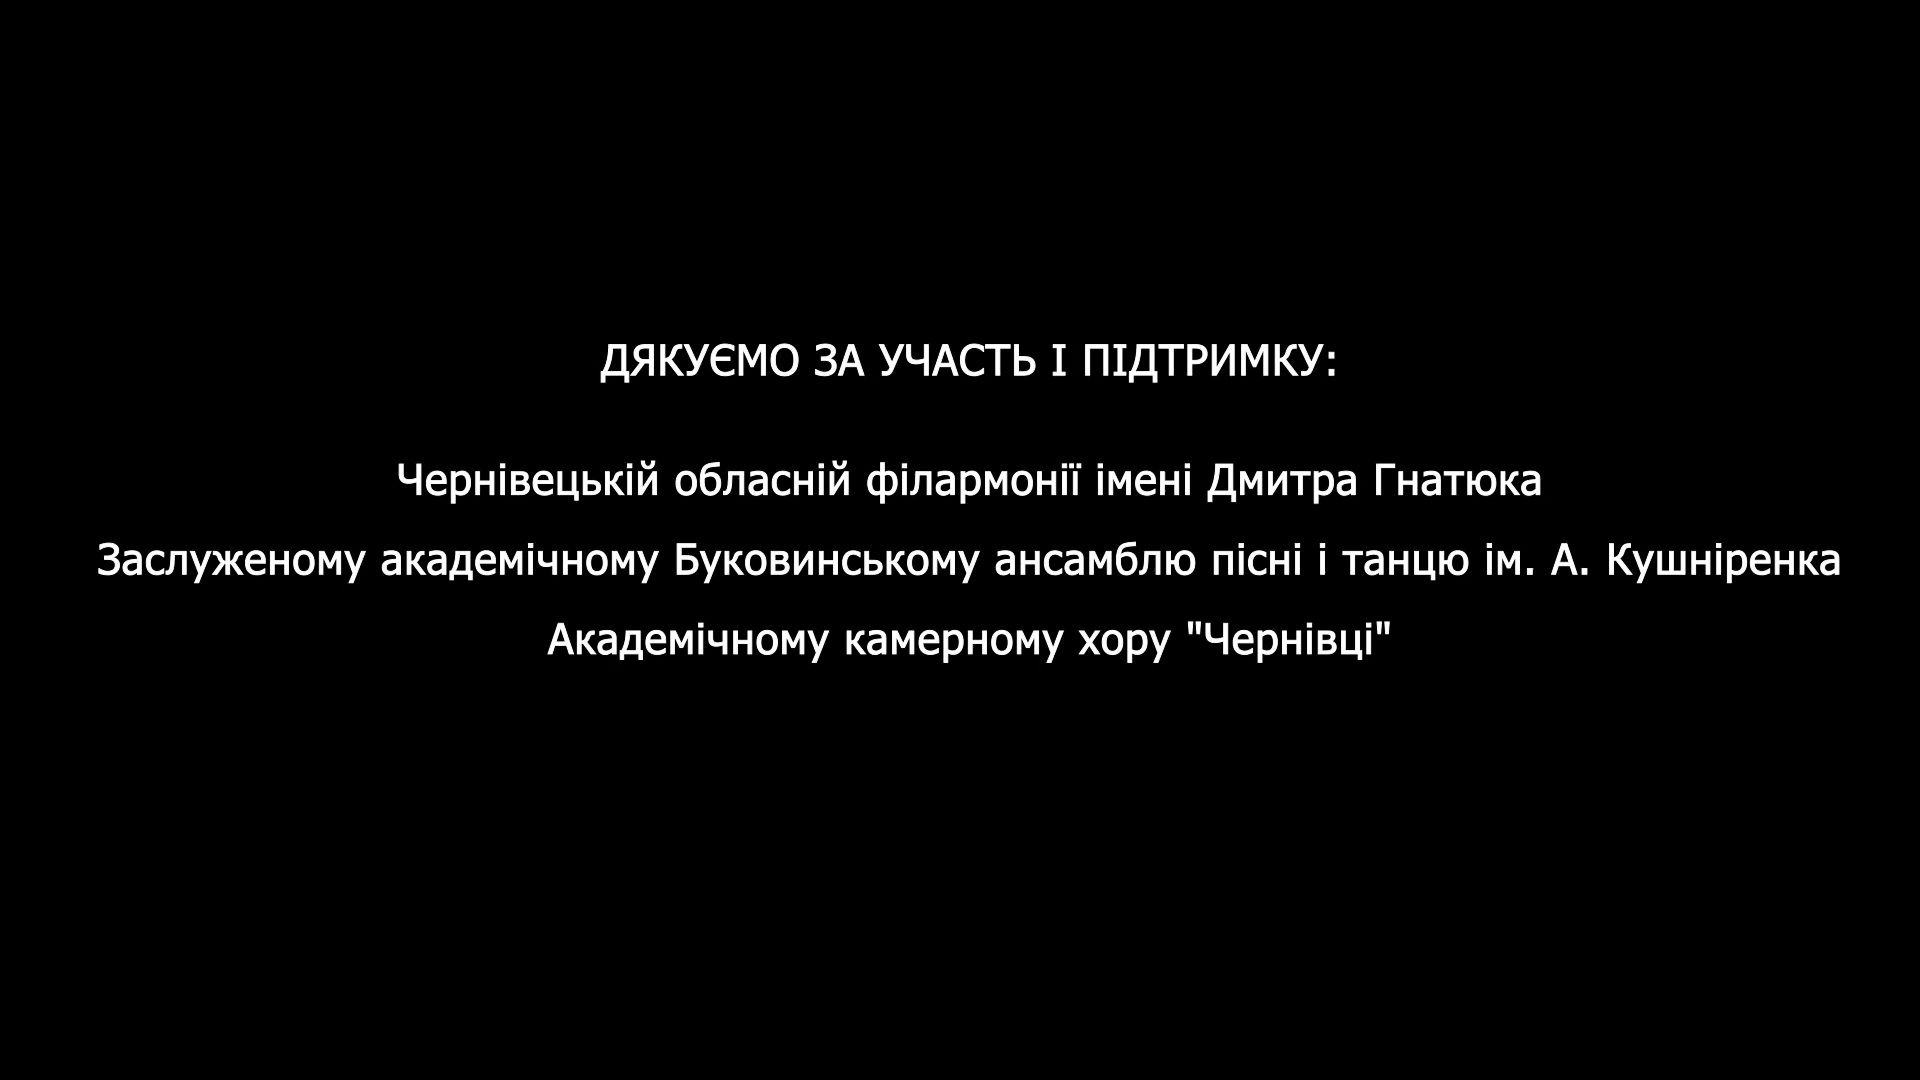 ДЯКУЄМО ЗА УЧАСТЬ І ПІДТРИМКУ:
Чернівецькій обласній філармонії імені Дмитра Гнатюка
Заслуженому академічному Буковинському ансамблю пісні і танцю ім. А. Кушніренка
Академічному камерному хору "Чернівці"